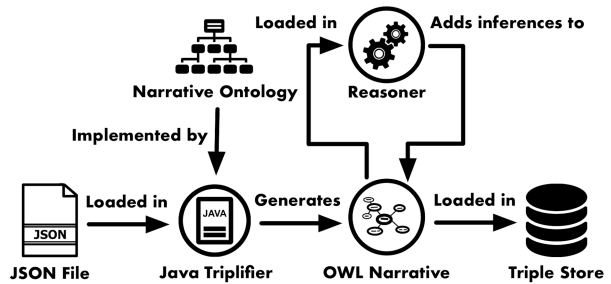 Loaded in
Adds inferences to
Narrative Ontology
Reasoner
Implemented by
Loaded in
Generates
Loaded in
JSON
JAVA
JSON File
Java Triplifier
OWL Narrative
Triple Store